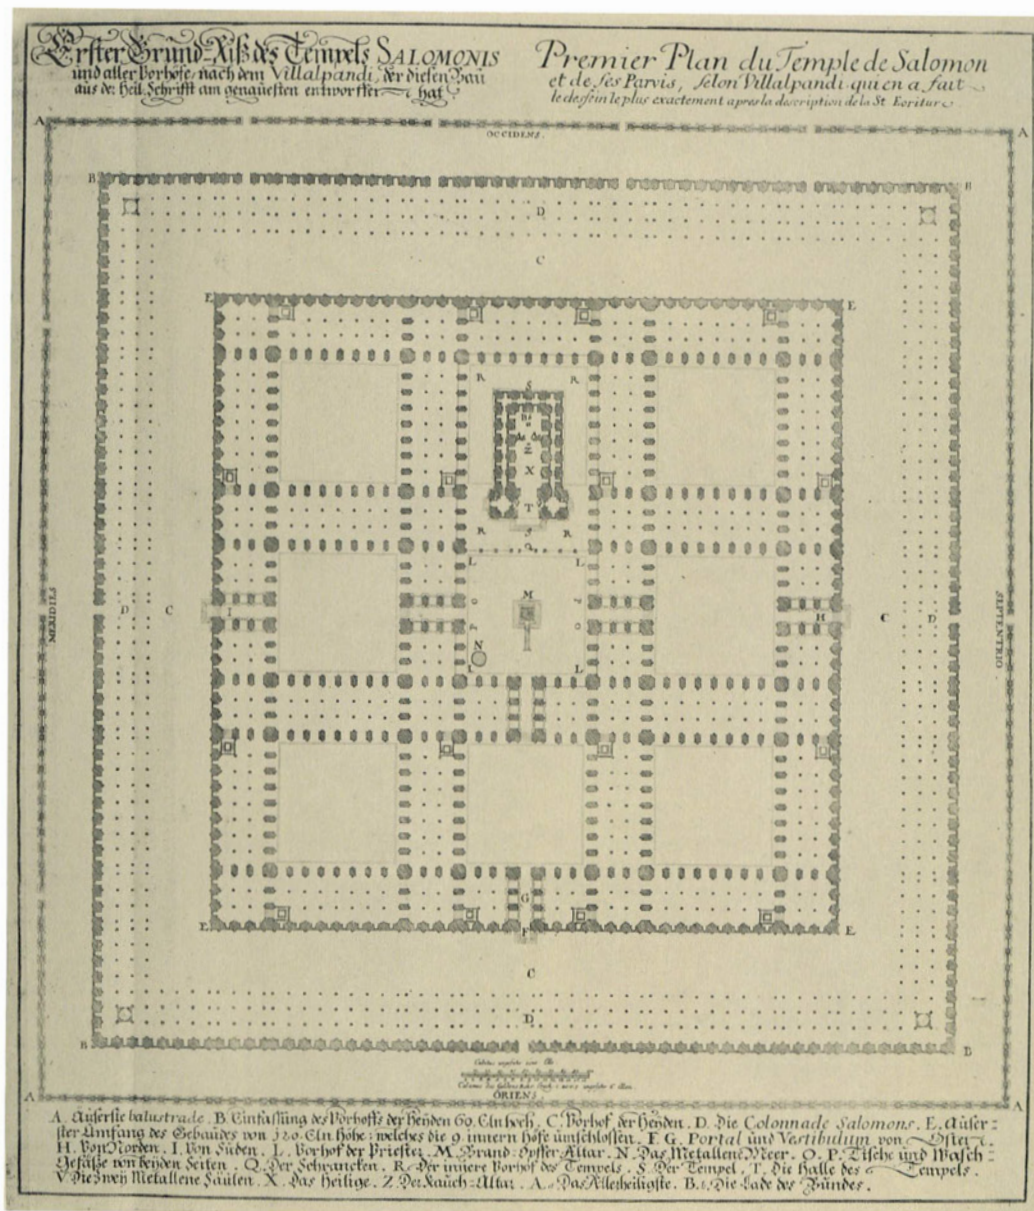 Erster Grund-Riß des Tempels SALOMONIS
und aller Vorhöfe, nach dem Villalpandi, der diesen Bau
aus der Heil. Schrifft am genauesten entworffen hat.
Premier Plan du Temple de Salomon
et de ses Parvis, selon Villalpandi qui en a fait
le dessein le plus exactement apres la description de la St. Ecriture
A
A
OCCIDENS.
B
B
D
C
E
E
R
S
R
B
A
Z
X
T
R
S
R
Q
L
L
MERIDIES
D
C
I
O
P
M
P
O
H
C
D
SEPTENTRIO.
N
L
L
G
E
F
E
C
D
B
D
A
ORIENS.
A
A. Äuserste balustrade. B. Einfassung des Vorhoffs der Heyden 60. Eln hoch. C. Vorhof der Heyden. D. Die Colonnade Salomons. E. Äuser=
ster Umfang des Gebäudes von 120. Eln Höhe: welches die 9. innern Höfe umschlossen. F. G. Portal und Vestibulum von Osten.
H. Von Norden. I. Von Süden. L. Vorhof der Priester. M. Brand-Opffer Altar. N. Das Metallene Meer. O. P. Tische und Wasch=
Gefäße von beyden Seiten. Q. Der Schrancken. R. Der innere Vorhof des Tempels. S. Der Tempel. T. Die Halle des Tempels.
V. Die zwey Metallene Säulen. X. Das Heilige. Z. Der Rauch-Altar. A. Das Allerheiligste. B. Die Lade des Bundes.